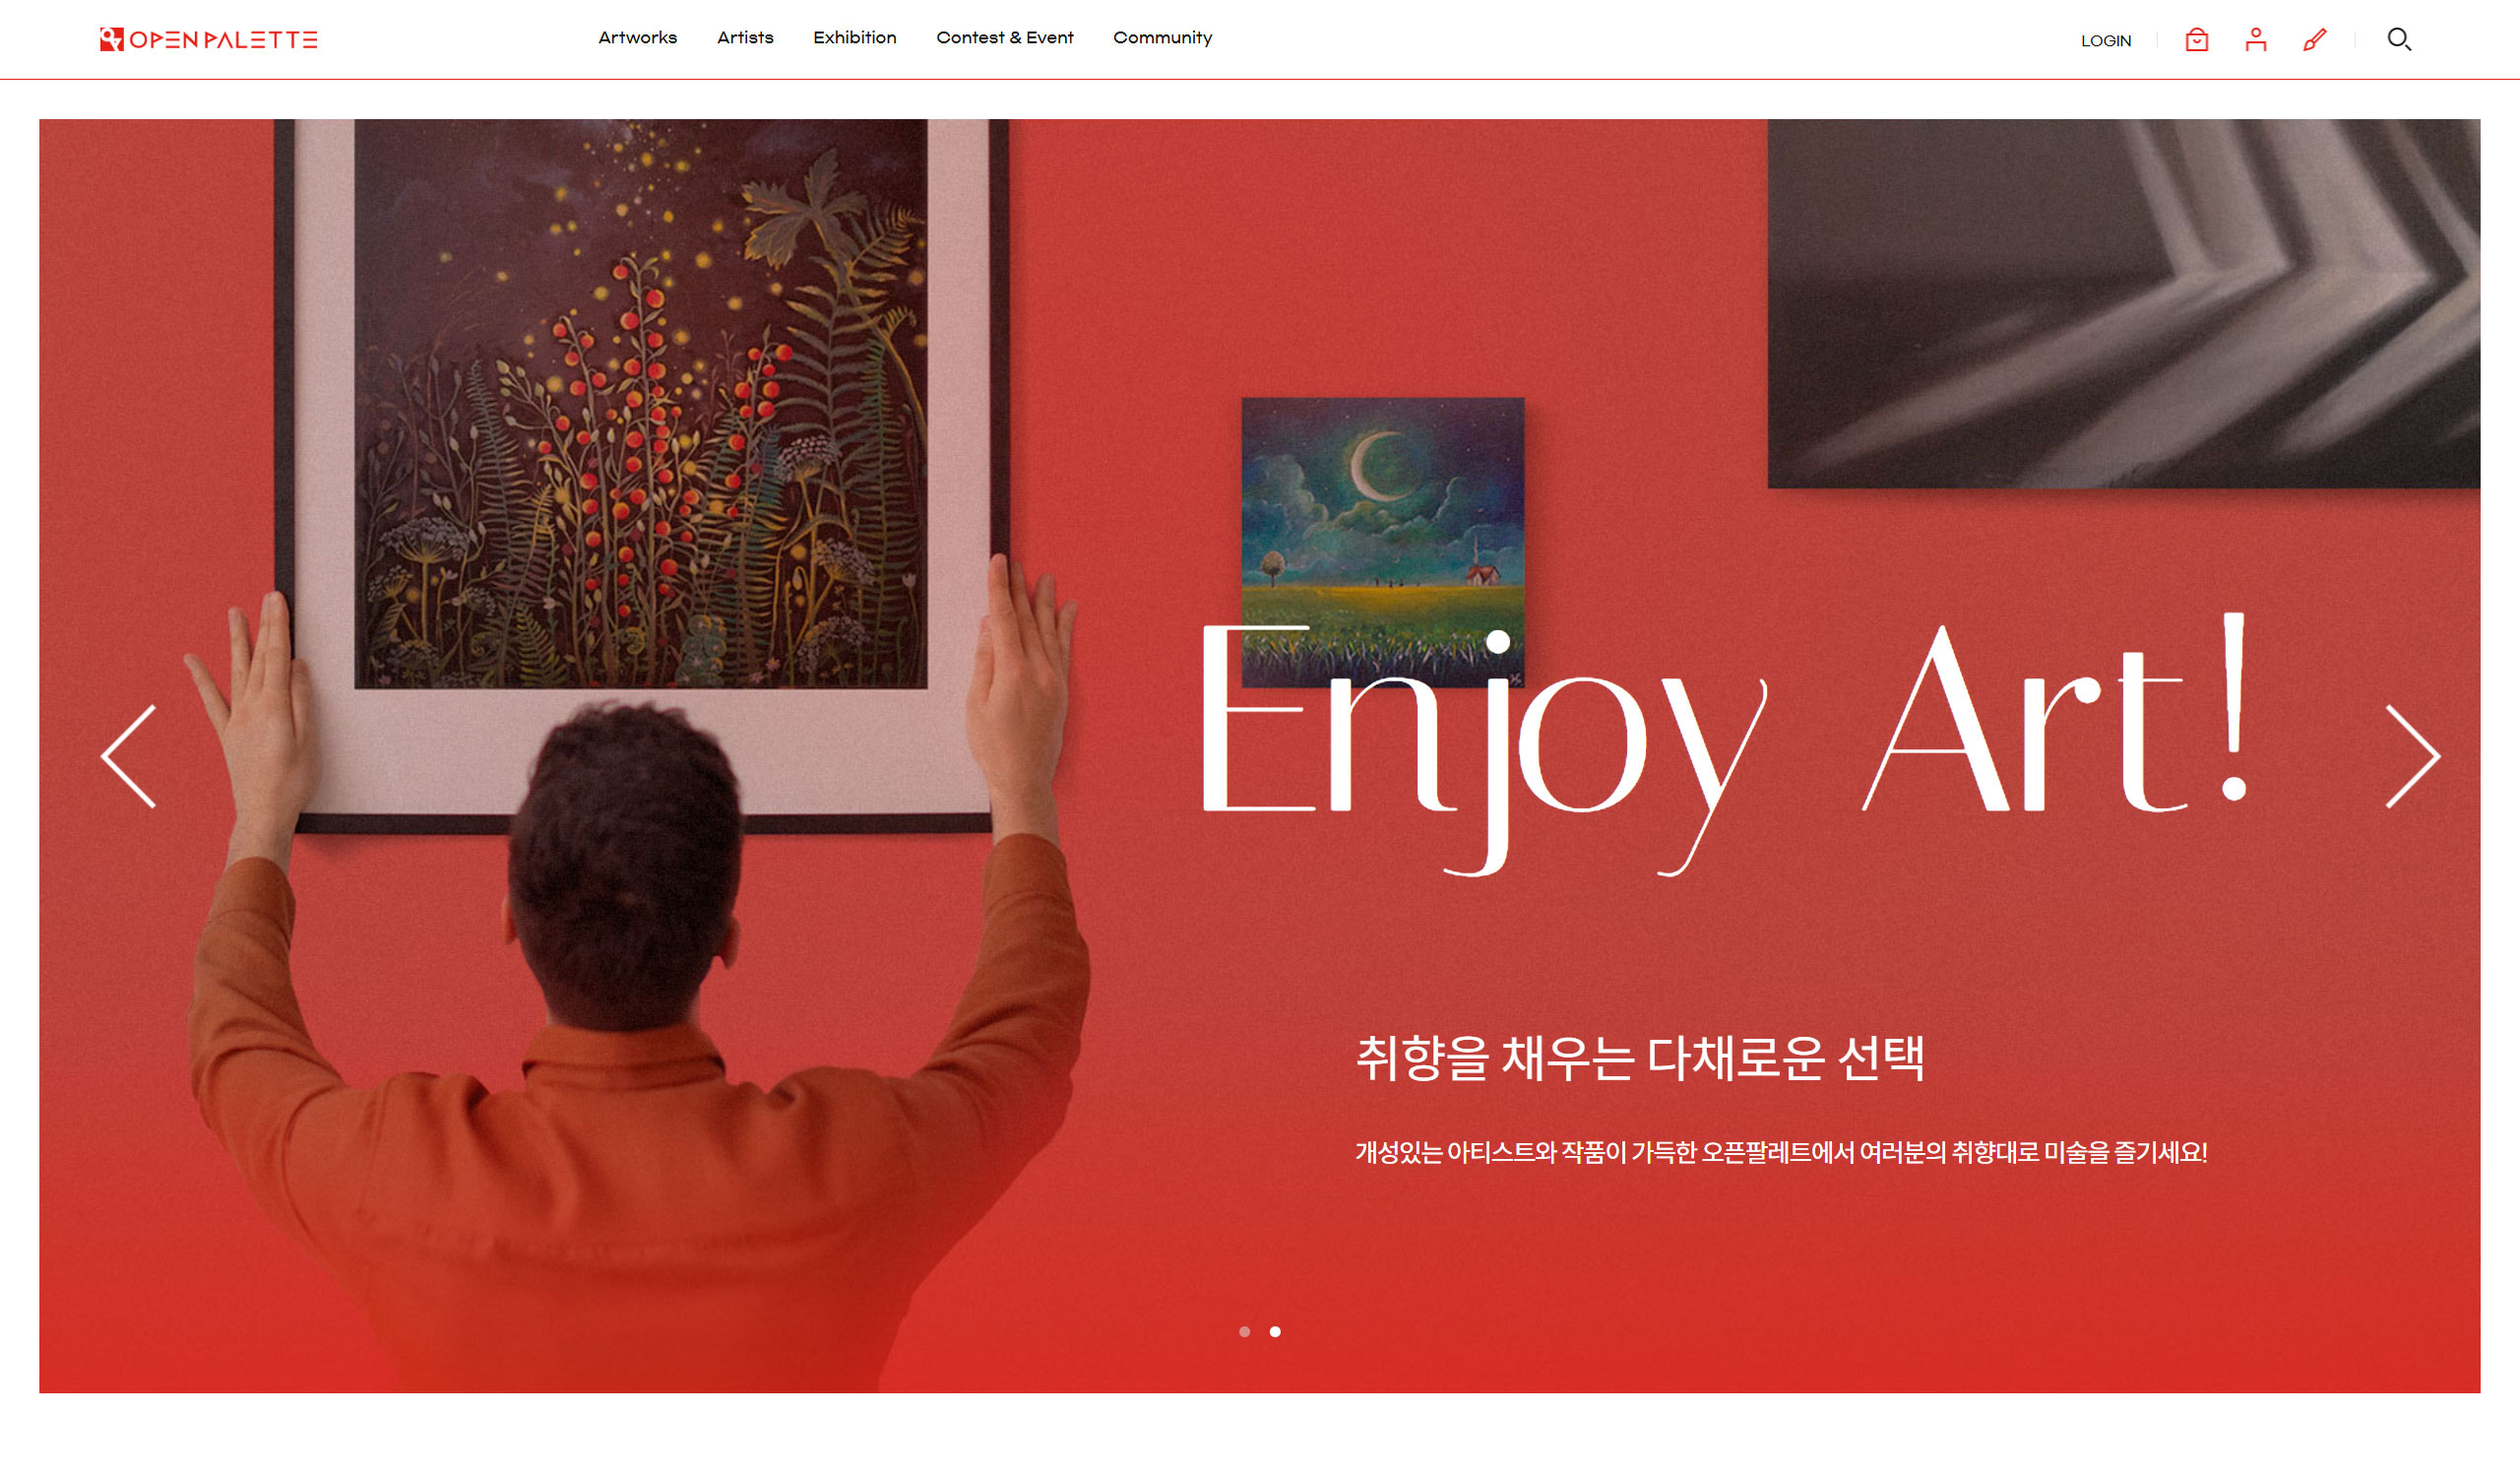 OPEN PALETTE
Artworks Artists Exhibition Contest & Event Community
LOGIN
Enjoy Art!
취향을 채우는 다채로운 선택
개성있는 아티스트와 작품이 가득한 오픈팔레트에서 여러분의 취향대로 미술을 즐기세요!